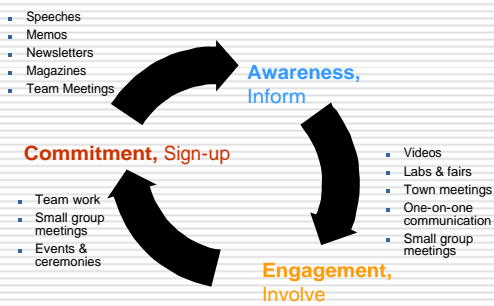 Speeches
Memos
Newsletters
Magazines
Team Meetings
Awareness,
Inform
Commitment, Sign-up
Videos
Labs & fairs
Town meetings
One-on-one
communication
Small group
meetings
Team work
Small group
meetings
Events &
ceremonies
Engagement,
Involve